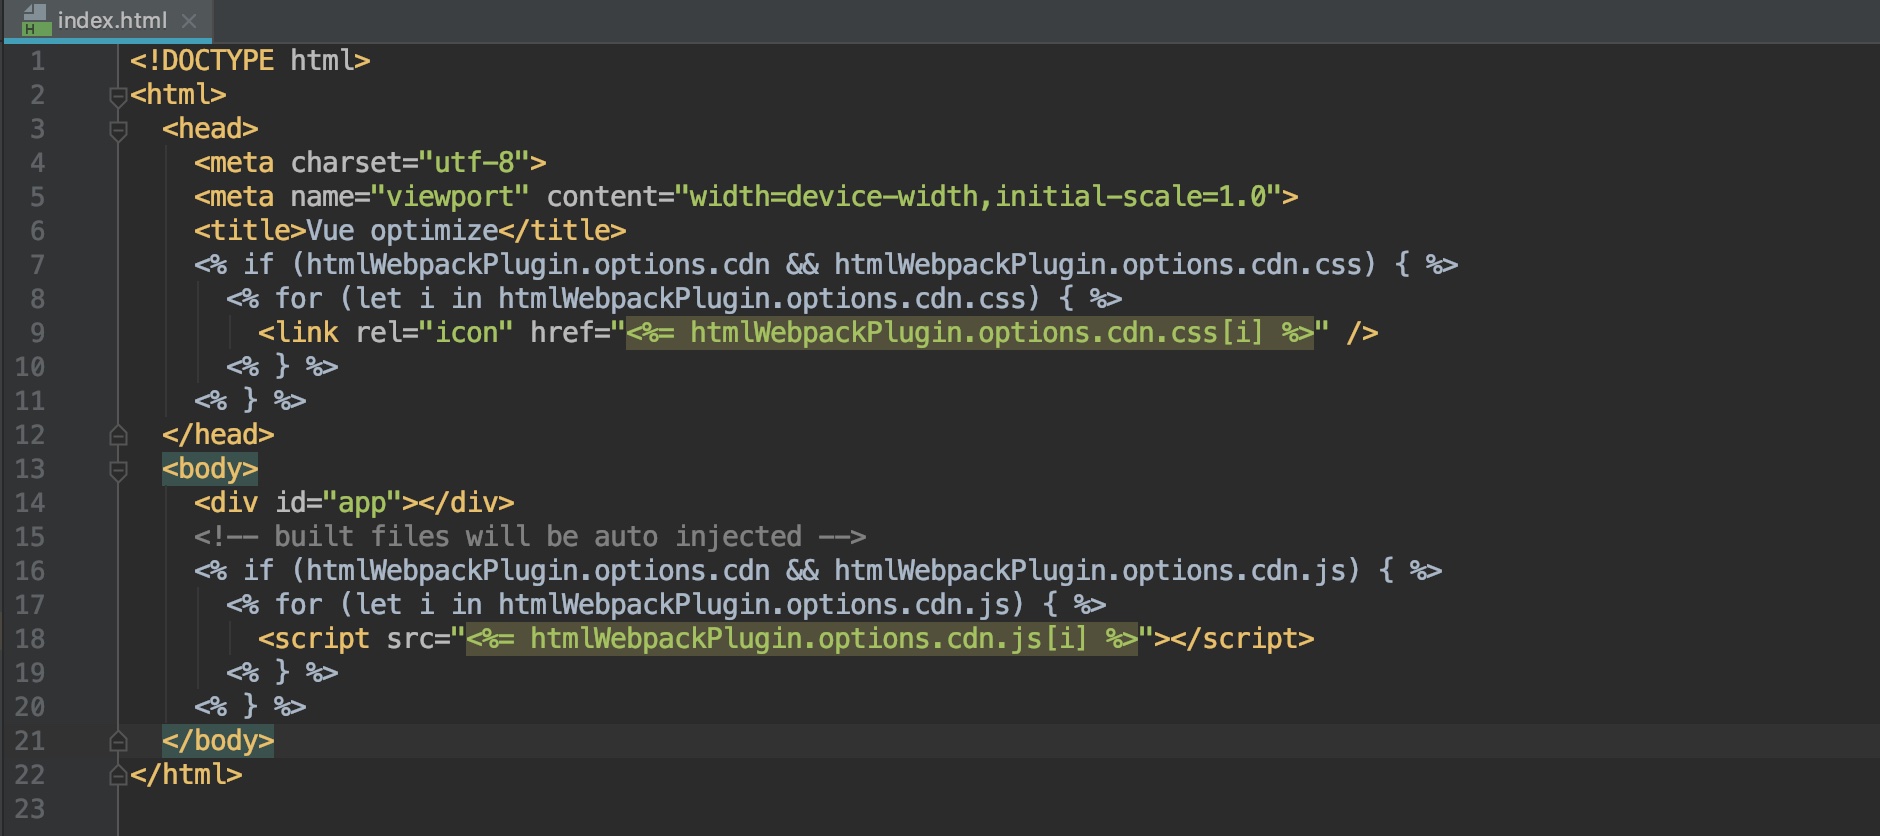 index.html
1 <!DOCTYPE html>
2 <html>
3   <head>
4     <meta charset="utf-8">
5     <meta name="viewport" content="width=device-width,initial-scale=1.0">
6     <title>Vue optimize</title>
7     <% if (htmlWebpackPlugin.options.cdn && htmlWebpackPlugin.options.cdn.css) { %>
8       <% for (let i in htmlWebpackPlugin.options.cdn.css) { %>
9         <link rel="icon" href="<%= htmlWebpackPlugin.options.cdn.css[i] %>" />
10       <% } %>
11     <% } %>
12   </head>
13   <body>
14     <div id="app"></div>
15     <!-- built files will be auto injected -->
16     <% if (htmlWebpackPlugin.options.cdn && htmlWebpackPlugin.options.cdn.js) { %>
17       <% for (let i in htmlWebpackPlugin.options.cdn.js) { %>
18         <script src="<%= htmlWebpackPlugin.options.cdn.js[i] %>"></script>
19       <% } %>
20     <% } %>
21   </body>
22 </html>
23